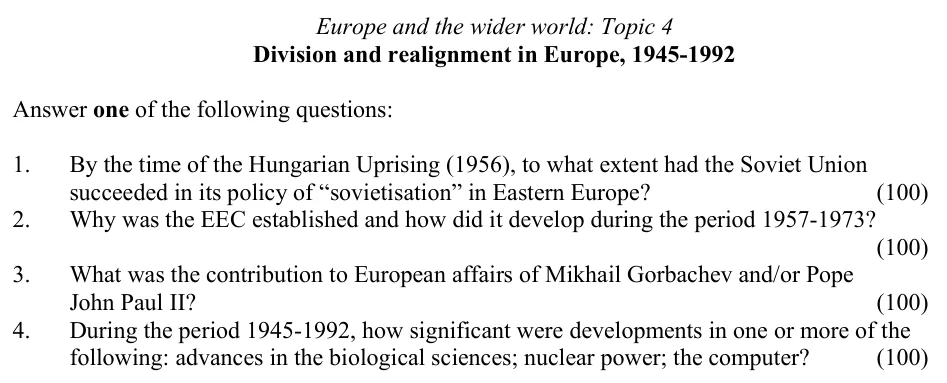 Europe and the wider world: Topic 4
Division and realignment in Europe, 1945-1992
Answer one of the following questions:
1. By the time of the Hungarian Uprising (1956), to what extent had the Soviet Union
succeeded in its policy of “sovietisation” in Eastern Europe? (100)
2. Why was the EEC established and how did it develop during the period 1957-1973?
(100)
3. What was the contribution to European affairs of Mikhail Gorbachev and/or Pope
John Paul II? (100)
4. During the period 1945-1992, how significant were developments in one or more of the
following: advances in the biological sciences; nuclear power; the computer? (100)